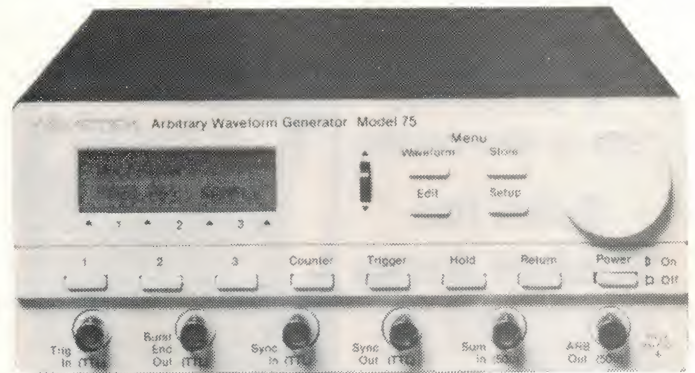 Arbitrary Waveform Generator Model 75
Menu
Waveform Store
Edit Setup
1 2 3
1 2 3 Counter Trigger Hold Return Power On
Off
Trig In (TTL)
Burst End Out (TTL)
Sync In (TTL)
Sync Out (TTL)
Sum In (50Ω)
ARB Out (50Ω)